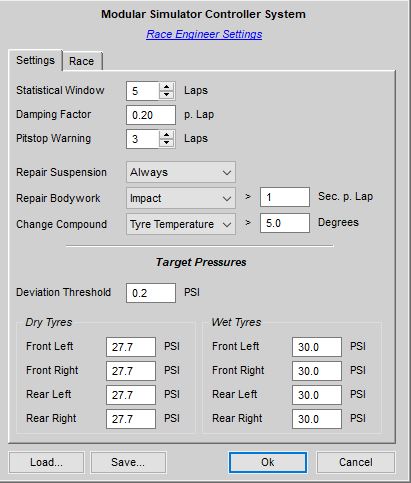 Modular Simulator Controller System
Race Engineer Settings
Settings Race
Statistical Window 5 Laps
Damping Factor 0.20 p. Lap
Pitstop Warning 3 Laps
Repair Suspension Always
Repair Bodywork Impact > 1 Sec. p. Lap
Change Compound Tyre Temperature > 5.0 Degrees
Target Pressures
Deviation Threshold 0.2 PSI
Dry Tyres Wet Tyres
Front Left 27.7 PSI Front Left 30.0 PSI
Front Right 27.7 PSI Front Right 30.0 PSI
Rear Left 27.7 PSI Rear Left 30.0 PSI
Rear Right 27.7 PSI Rear Right 30.0 PSI
Load... Save... Ok Cancel